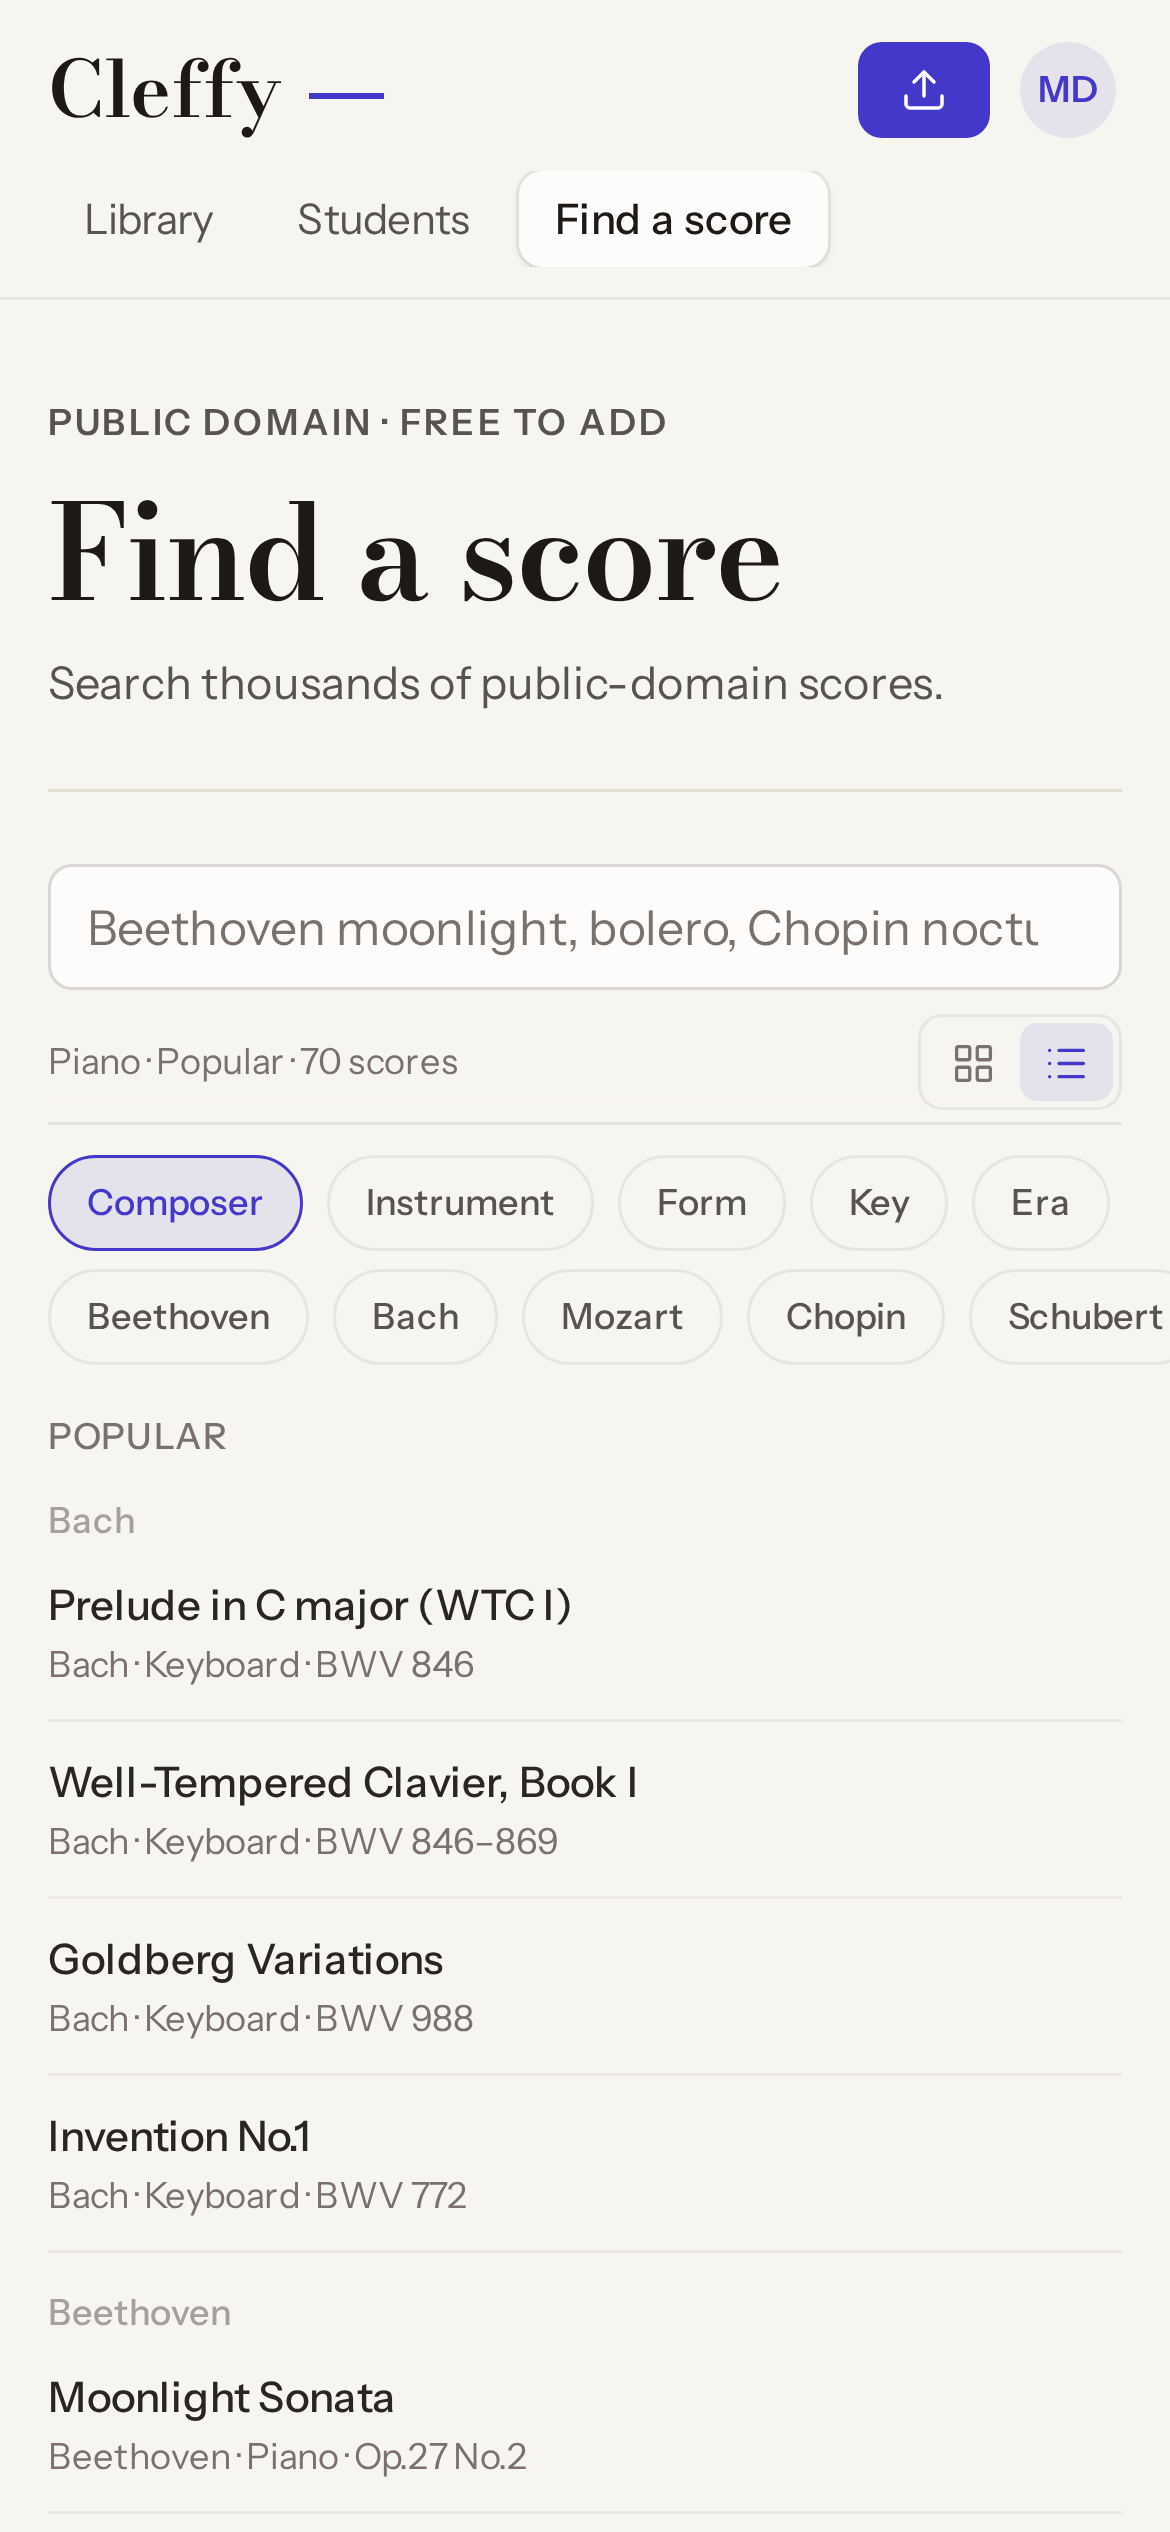 Cleffy
MD
Library Students Find a score
PUBLIC DOMAIN · FREE TO ADD
Find a score
Search thousands of public-domain scores.
Beethoven moonlight, bolero, Chopin noctu
Piano · Popular · 70 scores
Composer Instrument Form Key Era
Beethoven Bach Mozart Chopin Schubert
POPULAR
Bach
Prelude in C major (WTC I)
Bach · Keyboard · BWV 846
Well-Tempered Clavier, Book I
Bach · Keyboard · BWV 846–869
Goldberg Variations
Bach · Keyboard · BWV 988
Invention No.1
Bach · Keyboard · BWV 772
Beethoven
Moonlight Sonata
Beethoven · Piano · Op.27 No.2